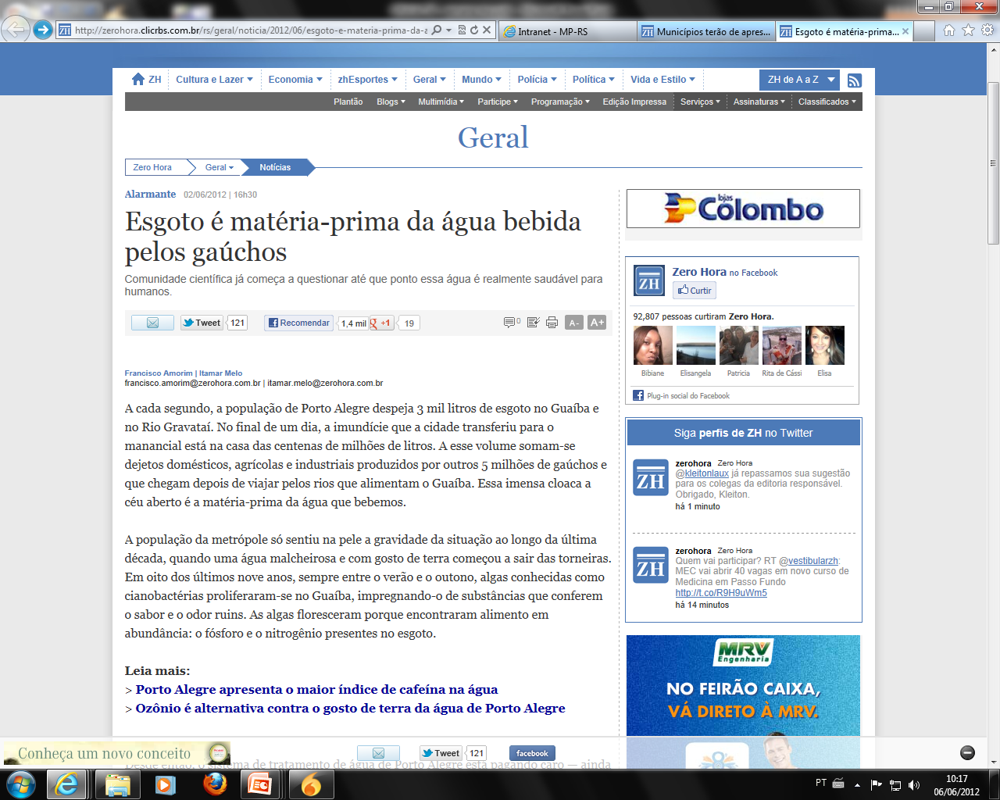 http://zerohora.clicrbs.com.br/rs/geral/noticia/2012/06/esgoto-e-materia-prima-da-a
Intranet - MP-RS
Municípios terão de apres...
Esgoto é matéria-prima...
ZH
Cultura e Lazer
Economia
zhEsportes
Geral
Mundo
Polícia
Política
Vida e Estilo
ZH de A a Z
Plantão
Blogs
Multimídia
Participe
Programação
Edição Impressa
Serviços
Assinaturas
Classificados
Geral
Zero Hora
Geral
Notícias
Alarmante 02/06/2012 | 16h30
Esgoto é matéria-prima da água bebida
pelos gaúchos
Comunidade científica já começa a questionar até que ponto essa água é realmente saudável para
humanos.
Tweet 121
Recomendar 1,4 mil
+1 19
0
A- A+
Francisco Amorim | Itamar Melo
francisco.amorim@zerohora.com.br | itamar.melo@zerohora.com.br
A cada segundo, a população de Porto Alegre despeja 3 mil litros de esgoto no Guaíba e
no Rio Gravataí. No final de um dia, a imundície que a cidade transferiu para o
manancial está na casa das centenas de milhões de litros. A esse volume somam-se
dejetos domésticos, agrícolas e industriais produzidos por outros 5 milhões de gaúchos e
que chegam depois de viajar pelos rios que alimentam o Guaíba. Essa imensa cloaca a
céu aberto é a matéria-prima da água que bebemos.
A população da metrópole só sentiu na pele a gravidade da situação ao longo da última
década, quando uma água malcheirosa e com gosto de terra começou a sair das torneiras.
Em oito dos últimos nove anos, sempre entre o verão e o outono, algas conhecidas como
cianobactérias proliferaram-se no Guaíba, impregnando-o de substâncias que conferem
o sabor e o odor ruins. As algas floresceram porque encontraram alimento em
abundância: o fósforo e o nitrogênio presentes no esgoto.
Leia mais:
> Porto Alegre apresenta o maior índice de cafeína na água
> Ozônio é alternativa contra o gosto de terra da água de Porto Alegre
Desde então, o sistema de tratamento de água de Porto Alegre está pagando caro — ainda
lojas
Colombo
ZH
Zero Hora no Facebook
Curtir
92,807 pessoas curtiram Zero Hora.
Bibiane
Elisangela
Patricia
Rita de Cássi
Elisa
Plug-in social do Facebook
Siga perfis de ZH no Twitter
ZH
zerohora Zero Hora
@kleitonlaux já repassamos sua sugestão
para os colegas da editoria responsável.
Obrigado, Kleiton.
há 1 minuto
ZH
zerohora Zero Hora
Quem vai participar? RT @vestibularzh:
MEC vai abrir 40 vagas em novo curso de
Medicina em Passo Fundo
http://t.co/R9H9uWm5
há 14 minutos
MRV
Engenharia
NO FEIRÃO CAIXA,
VÁ DIRETO À MRV.
Conheça um novo conceito
Tweet 121
facebook
PT
10:17
06/06/2012